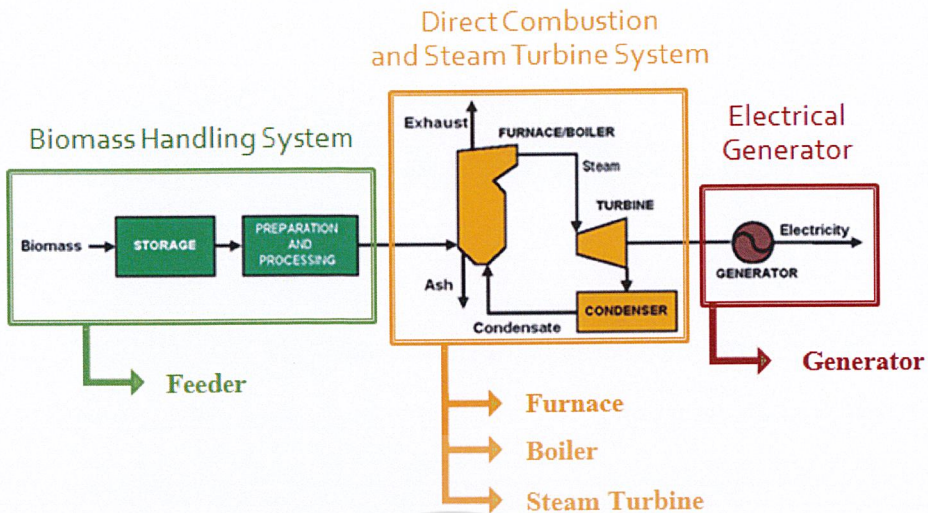 Direct Combustion
and Steam Turbine System
Biomass Handling System
Electrical
Generator
Biomass
STORAGE
PREPARATION
AND
PROCESSING
Exhaust
FURNACE/BOILER
Steam
TURBINE
Ash
Condensate
CONDENSER
Electricity
GENERATOR
Feeder
Furnace
Boiler
Steam Turbine
Generator